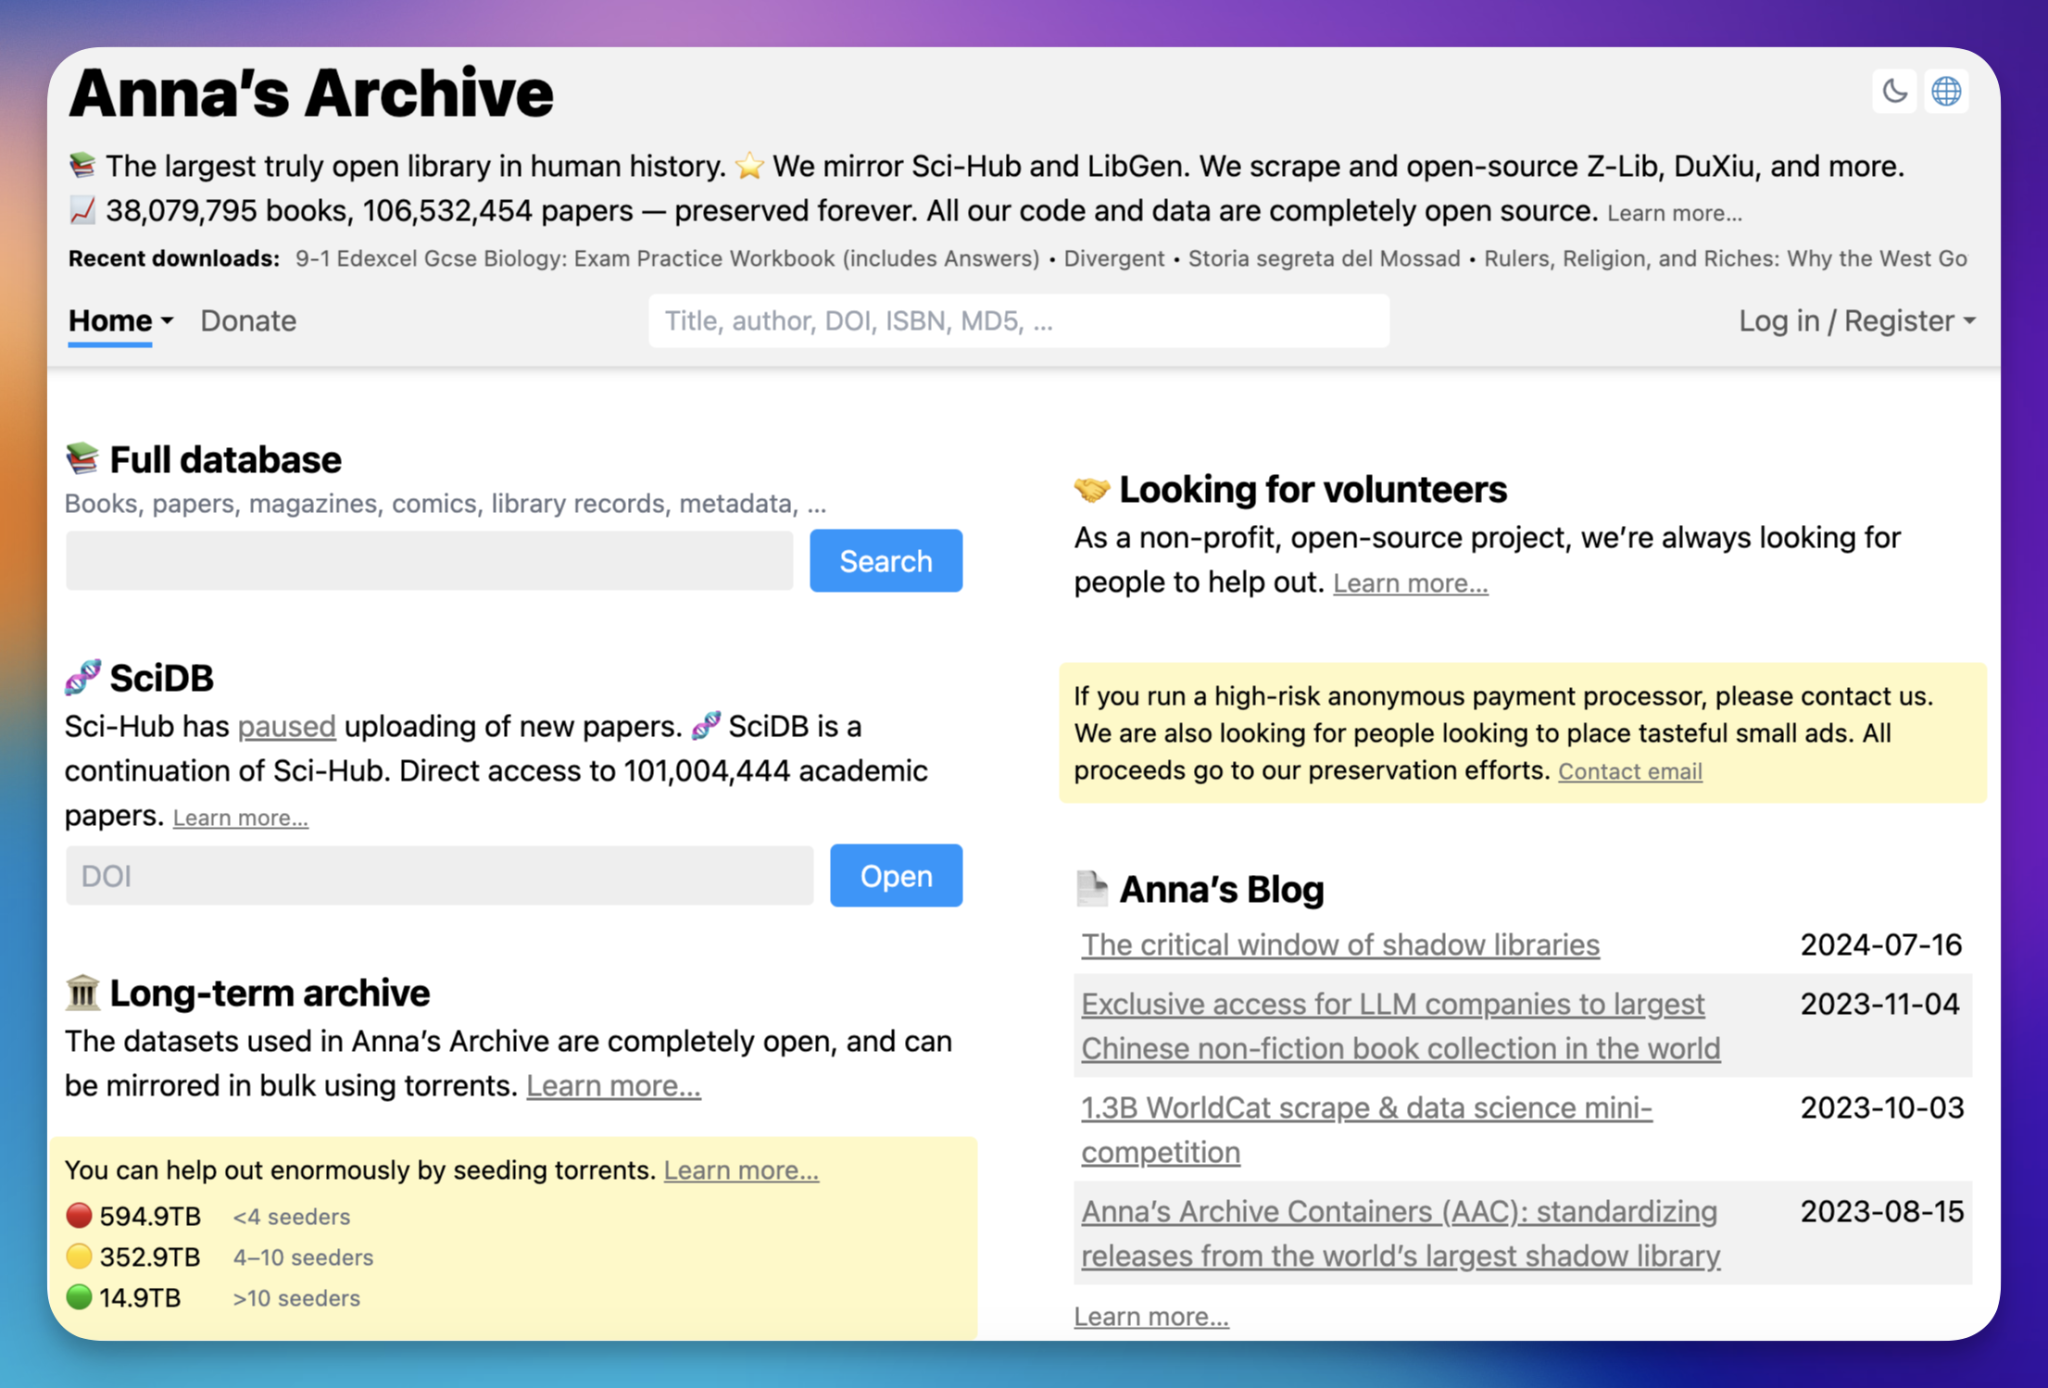 Anna’s Archive
📚 The largest truly open library in human history. ⭐ We mirror Sci-Hub and LibGen. We scrape and open-source Z-Lib, DuXiu, and more.
📈 38,079,795 books, 106,532,454 papers — preserved forever. All our code and data are completely open source. Learn more...
Recent downloads: 9-1 Edexcel Gcse Biology: Exam Practice Workbook (includes Answers) • Divergent • Storia segreta del Mossad • Rulers, Religion, and Riches: Why the West Go
Home Donate
Title, author, DOI, ISBN, MD5, ...
Log in / Register
📚 Full database
Books, papers, magazines, comics, library records, metadata, ...
Search
🧬 SciDB
Sci-Hub has paused uploading of new papers. 🧬 SciDB is a
continuation of Sci-Hub. Direct access to 101,004,444 academic
papers. Learn more...
DOI
Open
🏛️ Long-term archive
The datasets used in Anna’s Archive are completely open, and can
be mirrored in bulk using torrents. Learn more...
You can help out enormously by seeding torrents. Learn more...
🔴 594.9TB <4 seeders
🟡 352.9TB 4–10 seeders
🟢 14.9TB >10 seeders
🤝 Looking for volunteers
As a non-profit, open-source project, we’re always looking for
people to help out. Learn more...
If you run a high-risk anonymous payment processor, please contact us.
We are also looking for people looking to place tasteful small ads. All
proceeds go to our preservation efforts. Contact email
📄 Anna’s Blog
The critical window of shadow libraries 2024-07-16
Exclusive access for LLM companies to largest 2023-11-04
Chinese non-fiction book collection in the world
1.3B WorldCat scrape & data science mini- 2023-10-03
competition
Anna’s Archive Containers (AAC): standardizing 2023-08-15
releases from the world’s largest shadow library
Learn more...